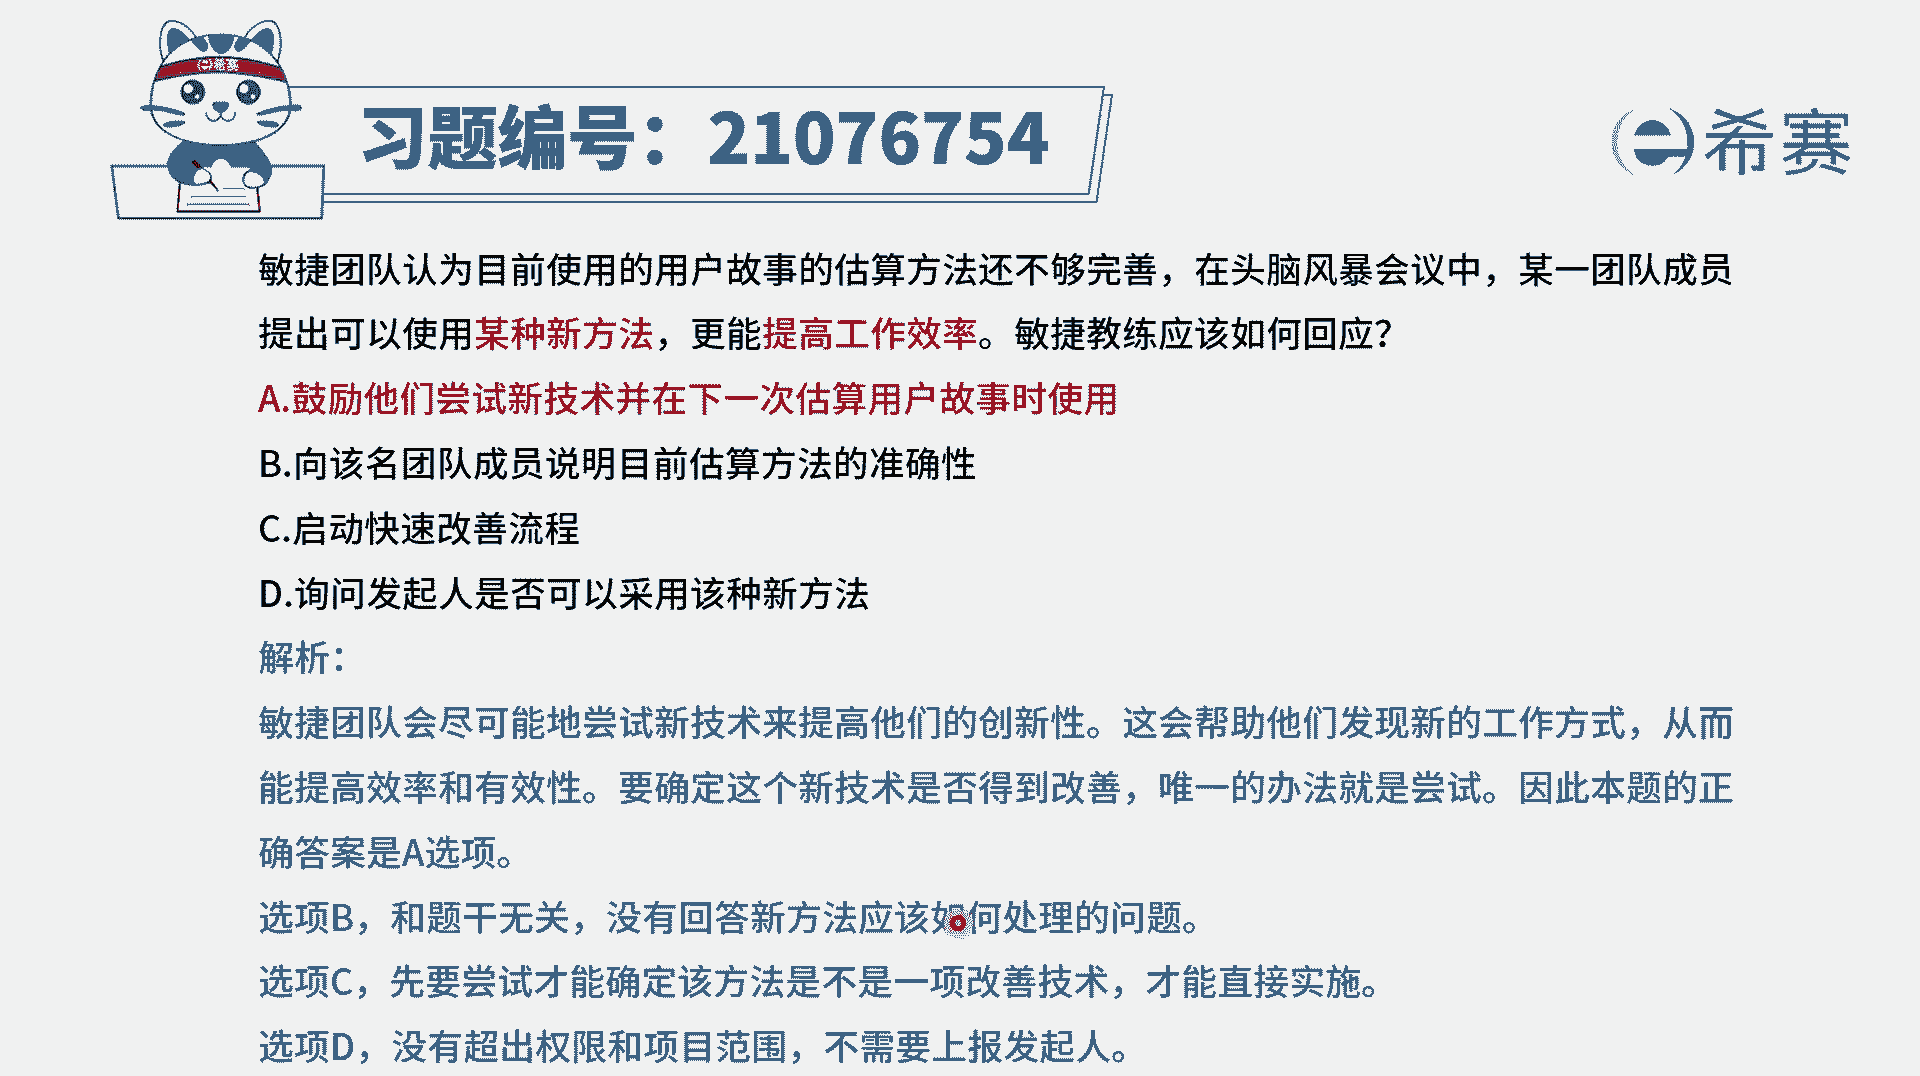 希赛
习题编号：21076754
希赛
敏捷团队认为目前使用的用户故事的估算方法还不够完善，在头脑风暴会议中，某一团队成员
提出可以使用某种新方法，更能提高工作效率。敏捷教练应该如何回应？
A.鼓励他们尝试新技术并在下一次估算用户故事时使用
B.向该名团队成员说明目前估算方法的准确性
C.启动快速改善流程
D.询问发起人是否可以采用该种新方法
解析：
敏捷团队会尽可能地尝试新技术来提高他们的创新性。这会帮助他们发现新的工作方式，从而
能提高效率和有效性。要确定这个新技术是否得到改善，唯一的办法就是尝试。因此本题的正
确答案是A选项。
选项B，和题干无关，没有回答新方法应该如何处理的问题。
选项C，先要尝试才能确定该方法是不是一项改善技术，才能直接实施。
选项D，没有超出权限和项目范围，不需要上报发起人。